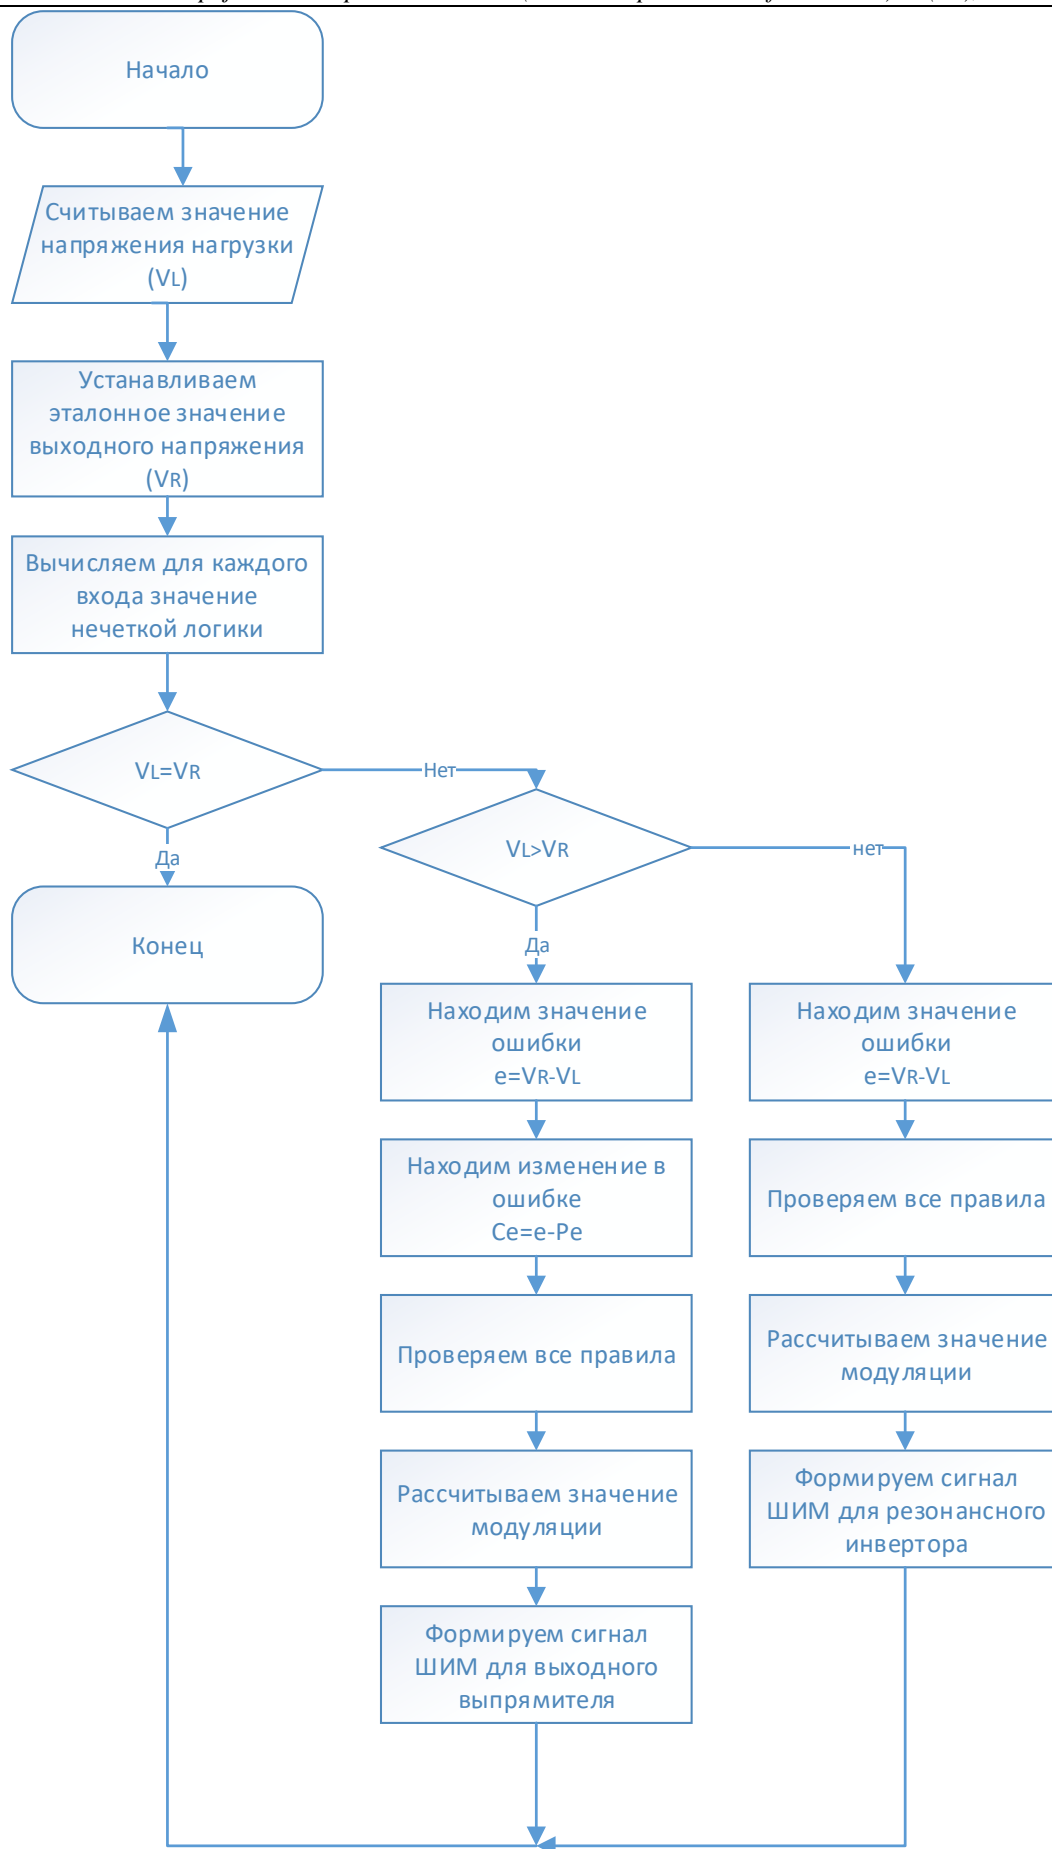 Начало
Считываем значение
напряжения нагрузки
(VL)
Устанавливаем
эталонное значение
выходного напряжения
(VR)
Вычисляем для каждого
входа значение
нечеткой логики
VL=VR
Нет
Да
Конец
VL>VR
нет
Да
Находим значение
ошибки
e=VR-VL
Находим изменение в
ошибке
Ce=e-Pe
Проверяем все правила
Рассчитываем значение
модуляции
Формируем сигнал
ШИМ для выходного
выпрямителя
Находим значение
ошибки
e=VR-VL
Проверяем все правила
Рассчитываем значение
модуляции
Формируем сигнал
ШИМ для резонансного
инвертора